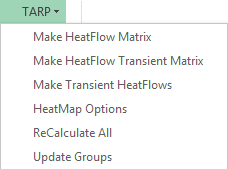 TARP
Make HeatFlow Matrix
Make HeatFlow Transient Matrix
Make Transient HeatFlows
HeatMap Options
ReCalculate All
Update Groups